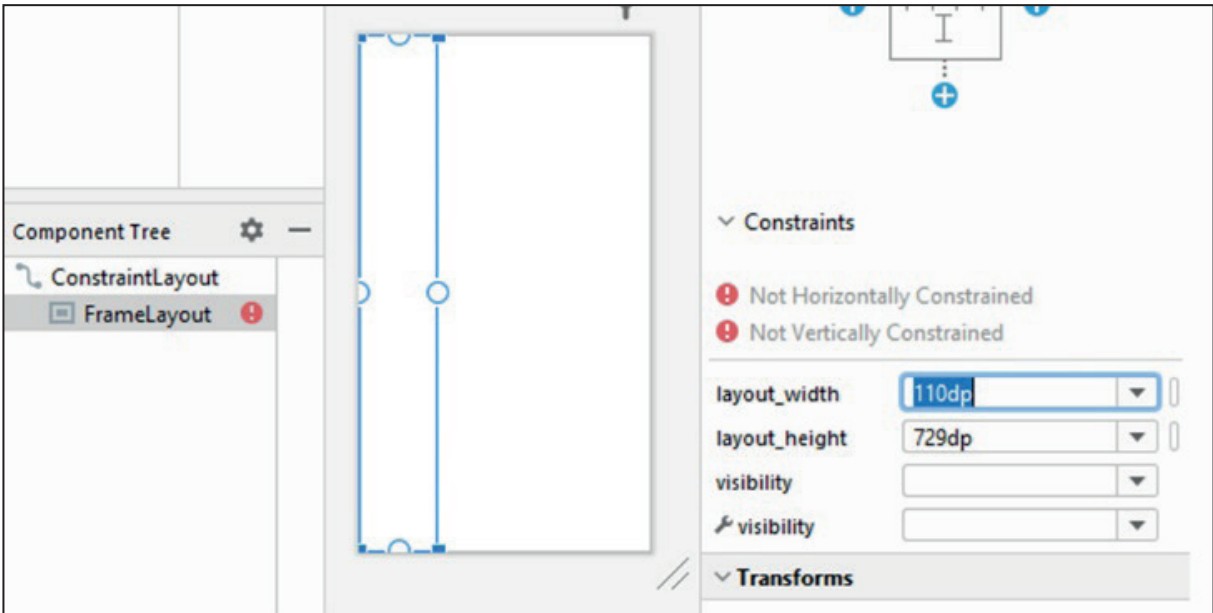 Component Tree
ConstraintLayout
FrameLayout
Constraints
Not Horizontally Constrained
Not Vertically Constrained
layout_width 110dp
layout_height 729dp
visibility
visibility
Transforms